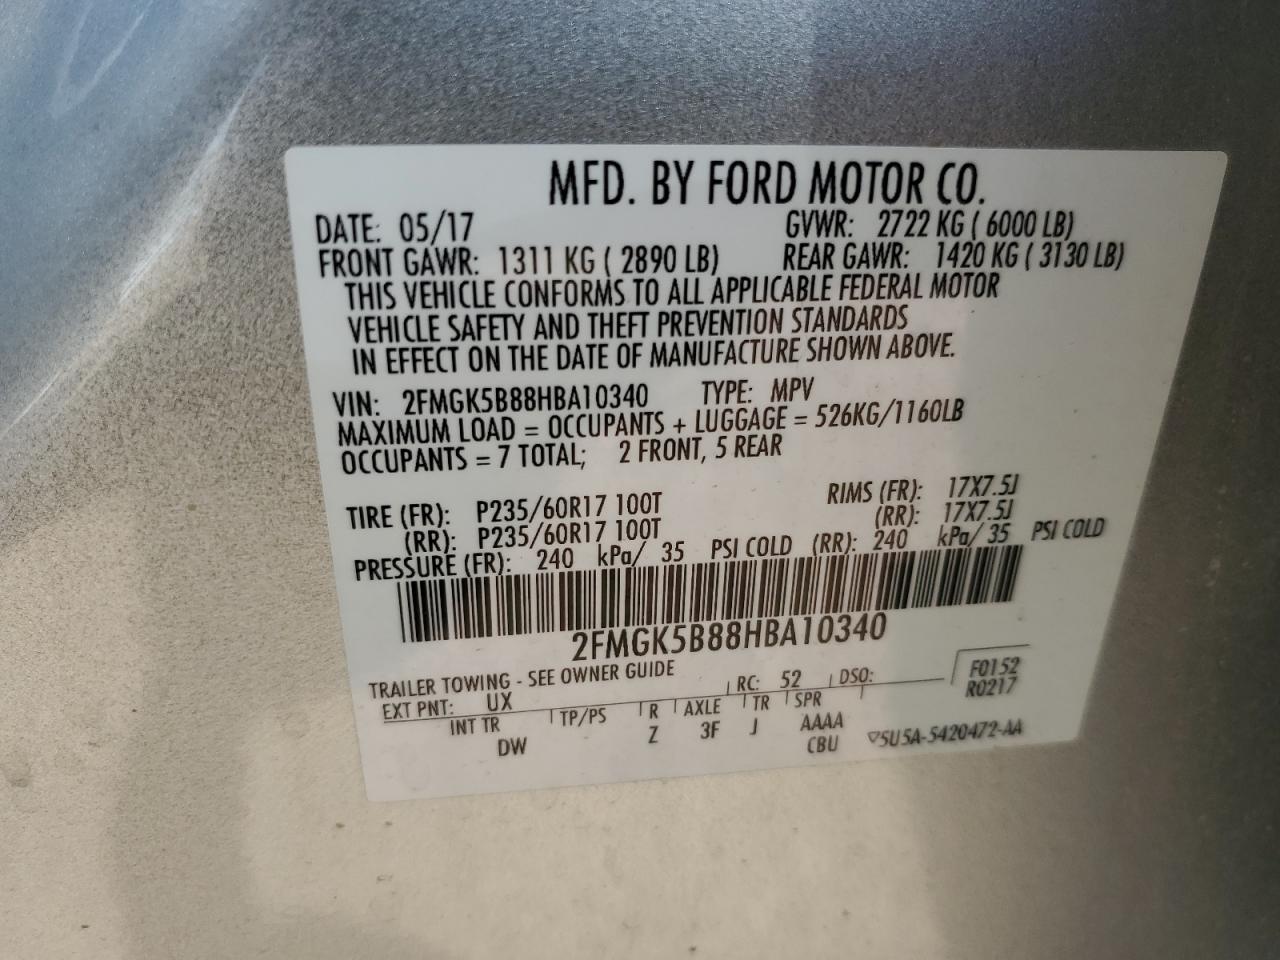 MFD. BY FORD MOTOR CO.
DATE: 05/17 GVWR: 2722 KG ( 6000 LB)
FRONT GAWR: 1311 KG ( 2890 LB) REAR GAWR: 1420 KG ( 3130 LB)
THIS VEHICLE CONFORMS TO ALL APPLICABLE FEDERAL MOTOR
VEHICLE SAFETY AND THEFT PREVENTION STANDARDS
IN EFFECT ON THE DATE OF MANUFACTURE SHOWN ABOVE.
VIN: 2FMGK5B88HBA10340 TYPE: MPV
MAXIMUM LOAD = OCCUPANTS + LUGGAGE = 526KG/1160LB
OCCUPANTS = 7 TOTAL; 2 FRONT, 5 REAR
TIRE (FR): P235/60R17 100T RIMS (FR): 17X7.5J
(RR): P235/60R17 100T (RR): 17X7.5J
PRESSURE (FR): 240 kPa/ 35 PSI COLD (RR): 240 kPa/ 35 PSI COLD
2FMGK5B88HBA10340
TRAILER TOWING - SEE OWNER GUIDE
EXT PNT: UX RC: 52 DSO: F0152
R0217
INT TR TP/PS R AXLE TR SPR
DW Z 3F J AAAA
CBU ▽5U5A-5420472-AA